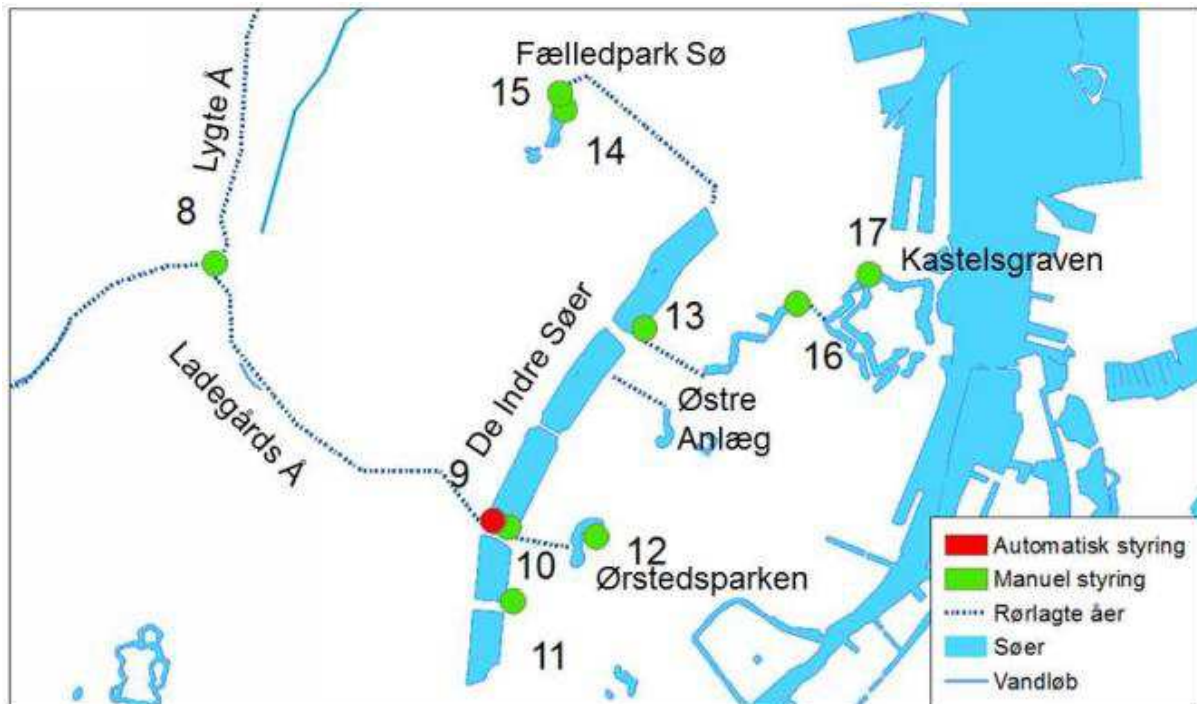 Fælledpark Sø
15
14
Lygte Å
8
17
Kastelsgraven
13
16
De Indre Søer
Ladegårds Å
Østre
Anlæg
9
10
12
Ørstedsparken
11
Automatisk styring
Manuel styring
Rørlagte åer
Søer
Vandløb